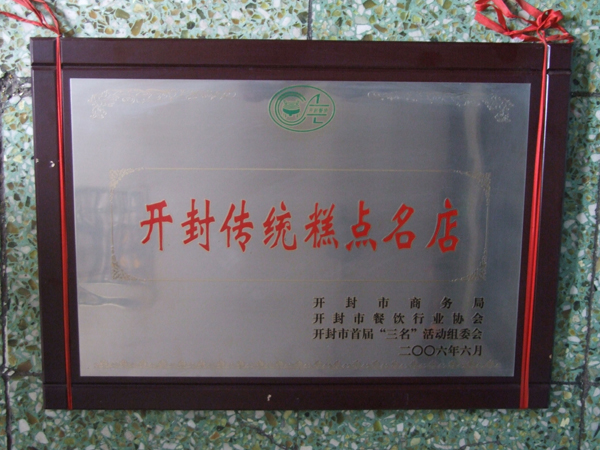 开封传统糕点名店
开封市商务局
开封市餐饮行业协会
开封市首届“三名”活动组委会
二〇〇六年六月